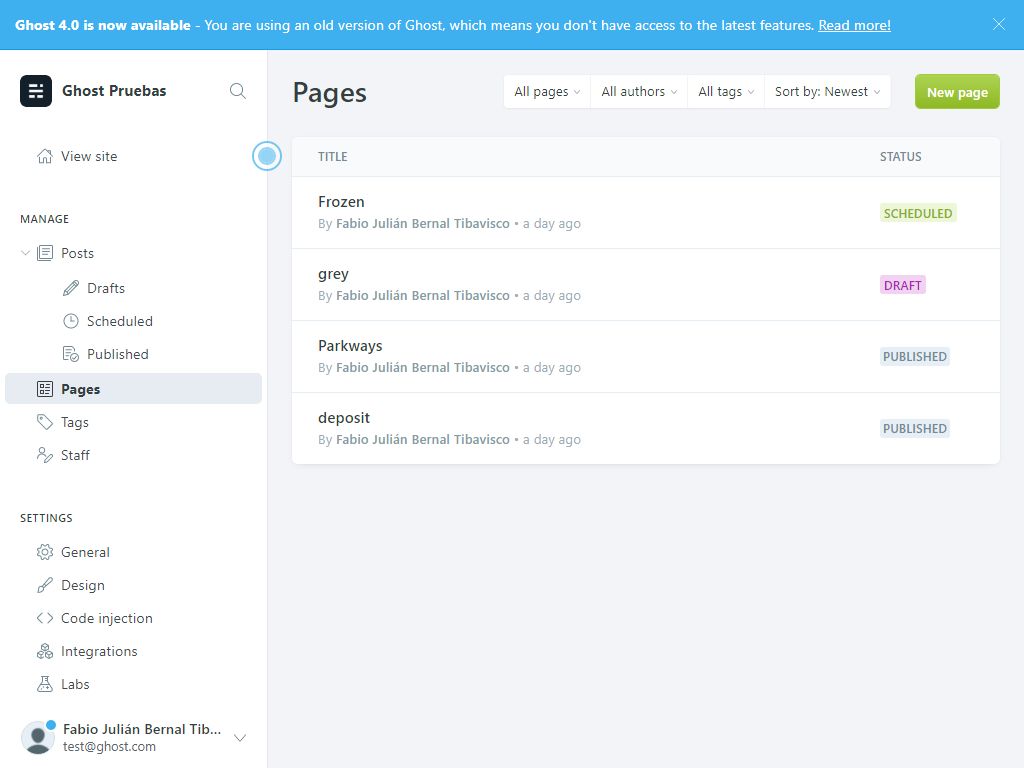 Ghost 4.0 is now available - You are using an old version of Ghost, which means you don't have access to the latest features. Read more!
Ghost Pruebas
View site
MANAGE
Posts
Drafts
Scheduled
Published
Pages
Tags
Staff
SETTINGS
General
Design
Code injection
Integrations
Labs
Fabio Julián Bernal Tib...
test@ghost.com
Pages
All pages
All authors
All tags
Sort by: Newest
New page
TITLE STATUS
Frozen
By Fabio Julián Bernal Tibavisco • a day ago
SCHEDULED
grey
By Fabio Julián Bernal Tibavisco • a day ago
DRAFT
Parkways
By Fabio Julián Bernal Tibavisco • a day ago
PUBLISHED
deposit
By Fabio Julián Bernal Tibavisco • a day ago
PUBLISHED